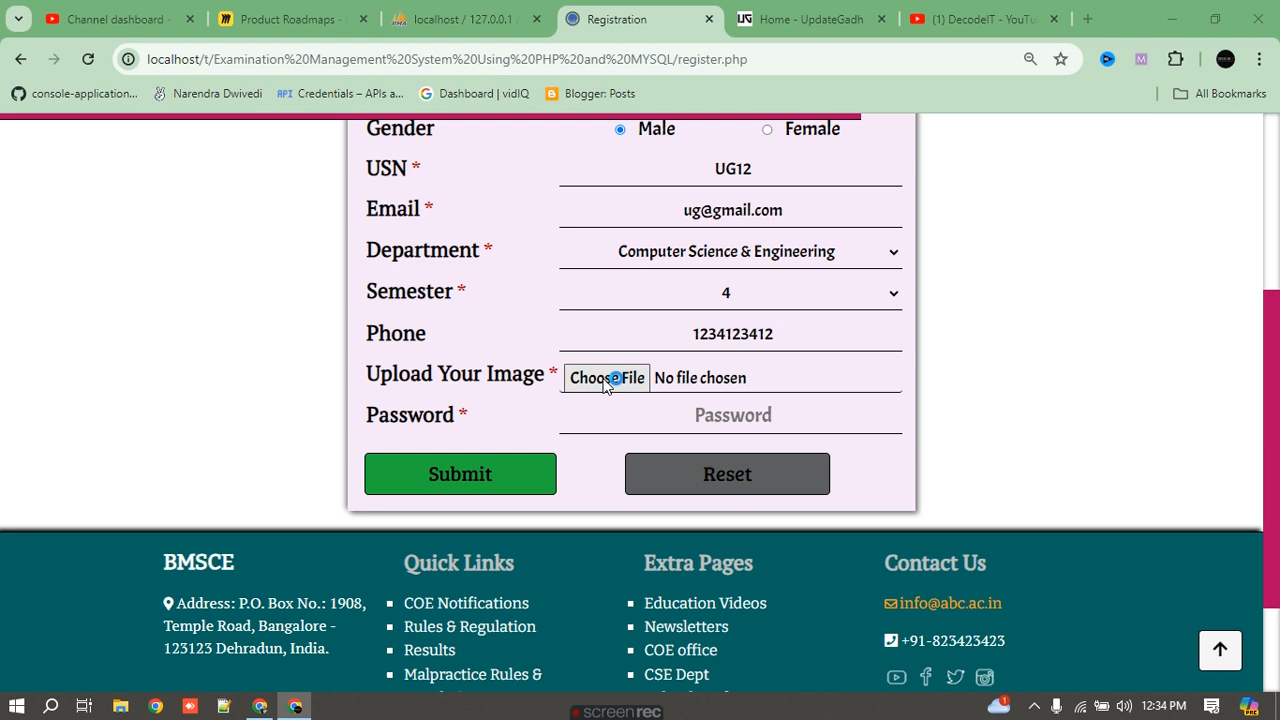 Channel dashboard -
Product Roadmaps -
localhost / 127.0.0.1 /
Registration
Home - UpdateGadh
(1) DecodeIT - YouTu
localhost/t/Examination%20Management%20System%20Using%20PHP%20and%20MYSQL/register.php
console-application...
Narendra Dwivedi
API Credentials – APIs a...
Dashboard | vidIQ
Blogger: Posts
All Bookmarks
Gender Male Female
USN * UG12
Email * ug@gmail.com
Department * Computer Science & Engineering
Semester * 4
Phone 1234123412
Upload Your Image * Choose File No file chosen
Password * Password
Submit Reset
BMSCE
Address: P.O. Box No.: 1908,
Temple Road, Bangalore -
123123 Dehradun, India.
Quick Links
COE Notifications
Rules & Regulation
Results
Malpractice Rules &
Extra Pages
Education Videos
Newsletters
COE office
CSE Dept
Contact Us
info@abc.ac.in
+91-823423423
screenrec
1
12:34 PM
PRE